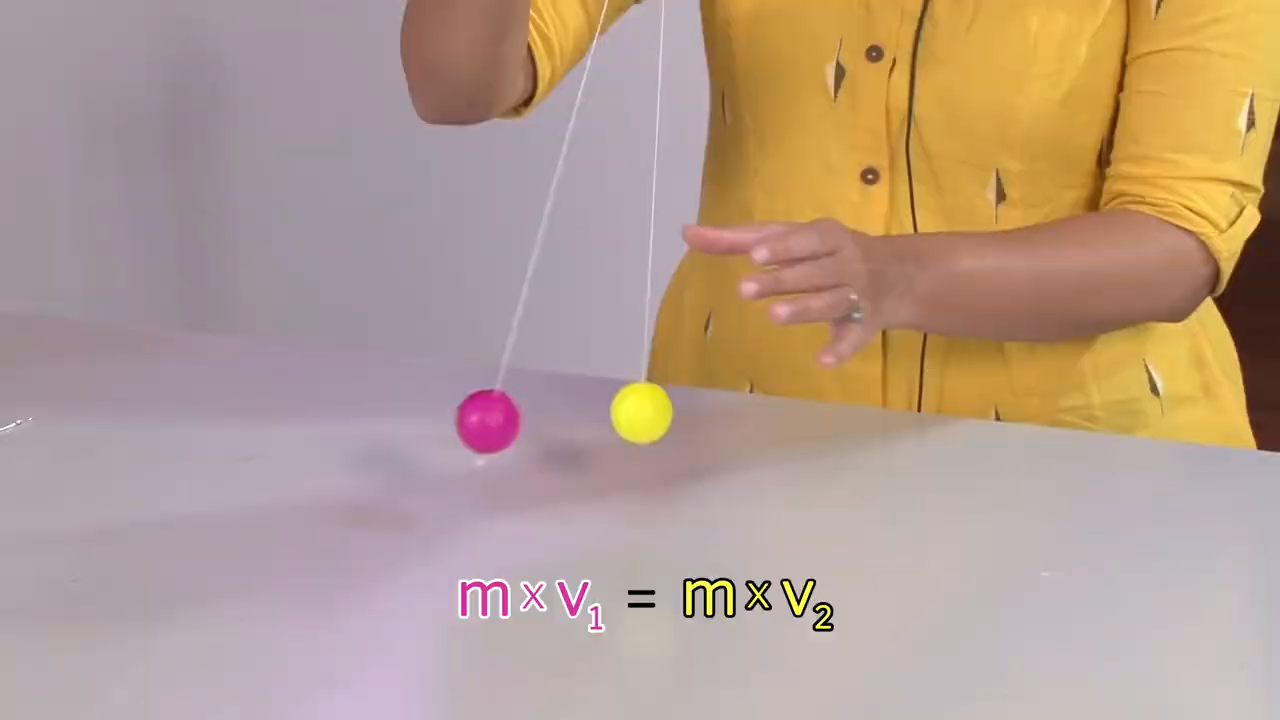 m × v₁ = m × v₂